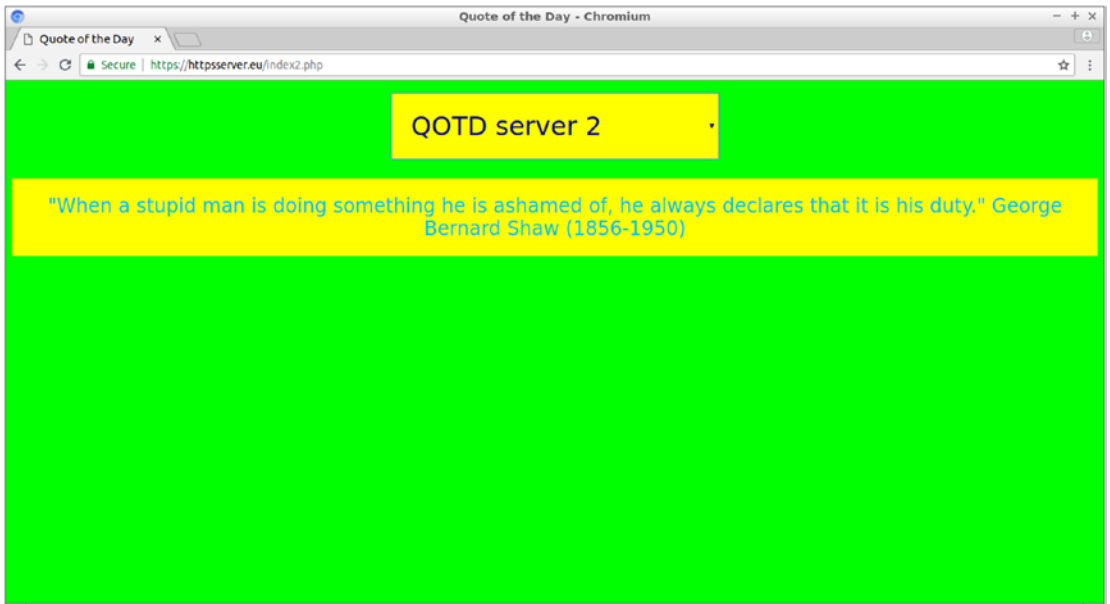 Quote of the Day - Chromium
Quote of the Day
Secure | https://httpsserver.eu/index2.php
QOTD server 2
"When a stupid man is doing something he is ashamed of, he always declares that it is his duty." George
Bernard Shaw (1856-1950)